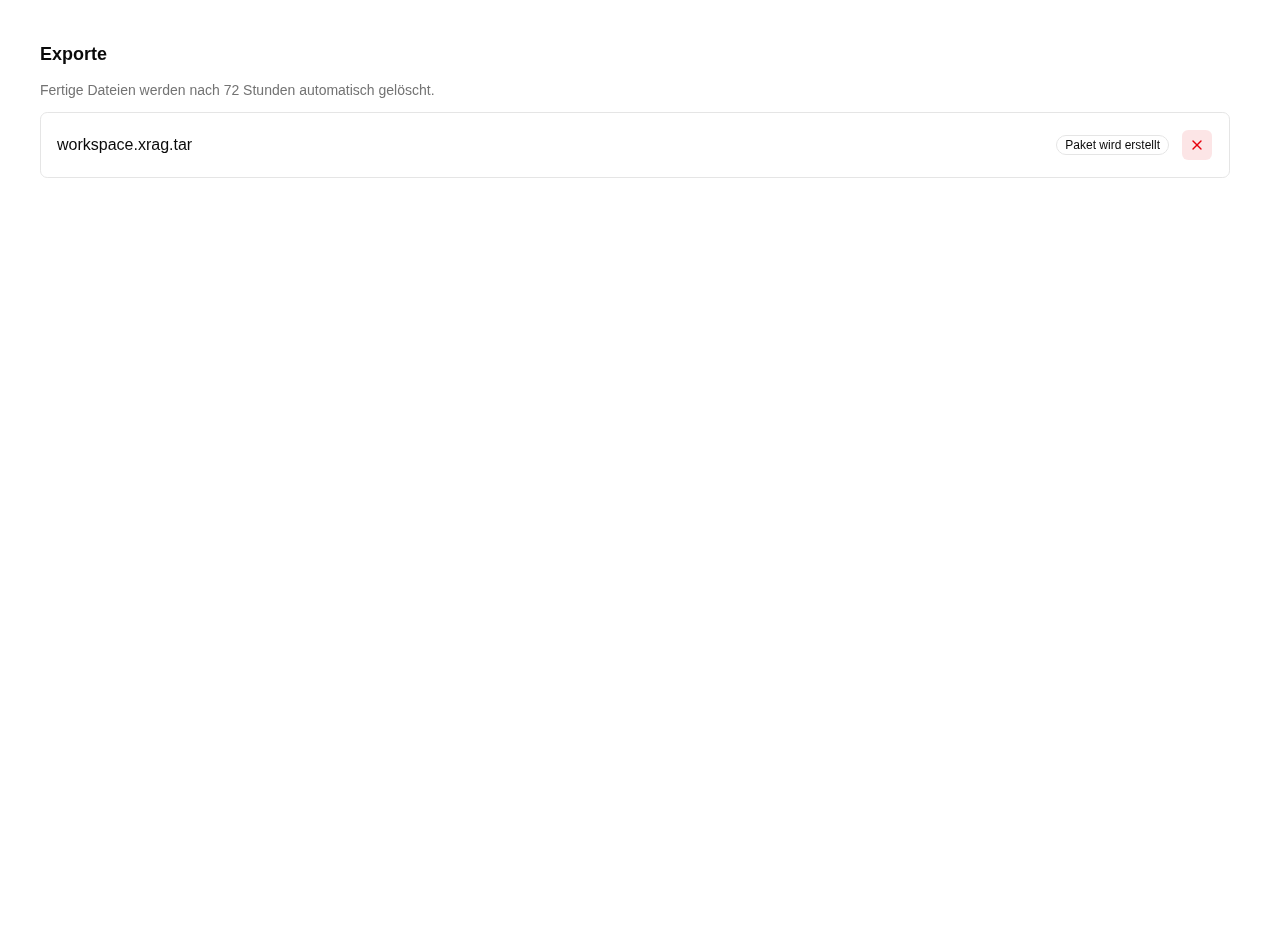 Exporte
Fertige Dateien werden nach 72 Stunden automatisch gelöscht.
workspace.xrag.tar
Paket wird erstellt